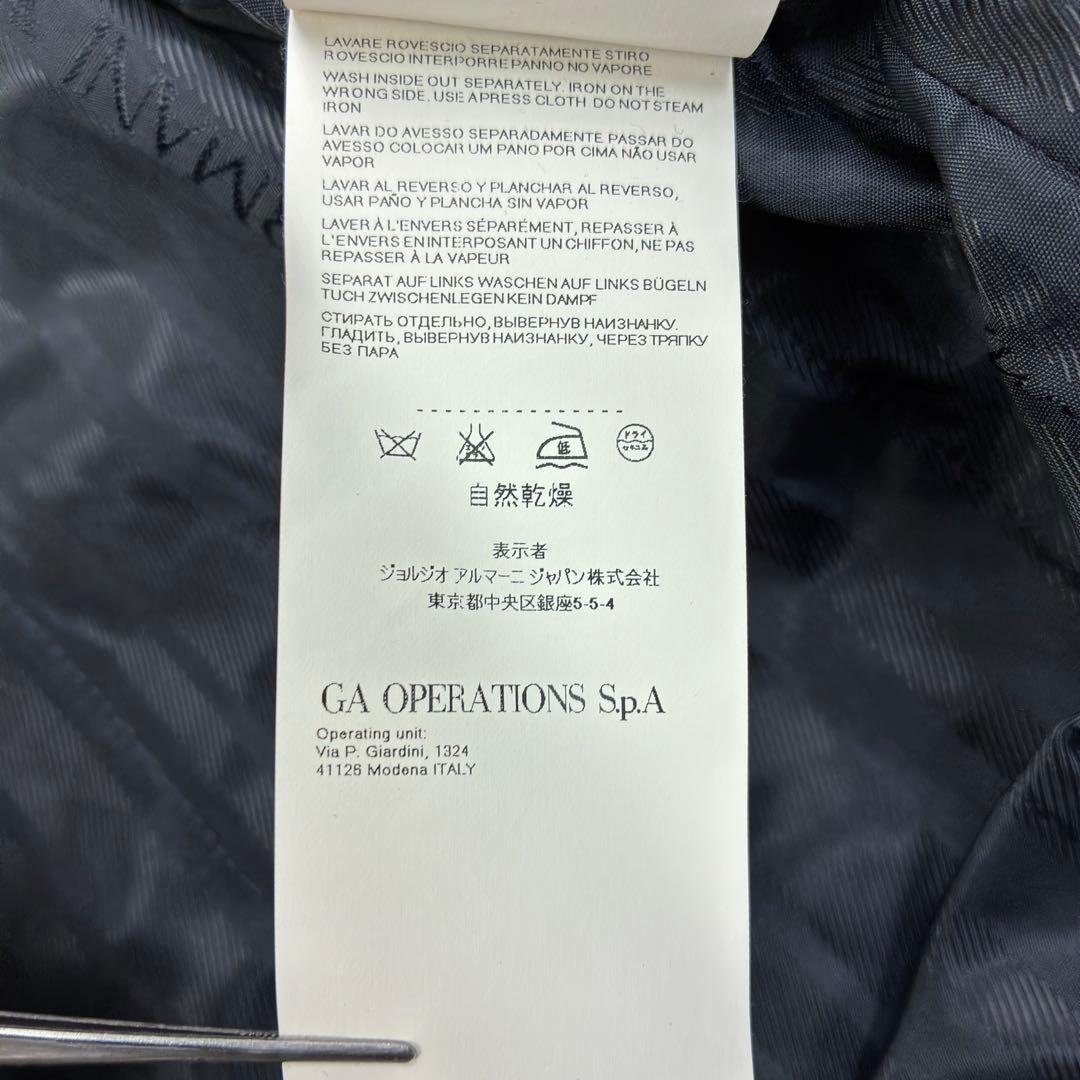 LAVARE ROVESCIO SEPARATAMENTE STIRO
ROVESCIO INTERPORRE PANNO NO VAPORE
WASH INSIDE OUT SEPARATELY. IRON ON THE
WRONG SIDE. USE A PRESS CLOTH DO NOT STEAM
IRON
LAVAR DO AVESSO SEPARADAMENTE PASSAR DO
AVESSO COLOCAR UM PANO POR CIMA NÃO USAR
VAPOR
LAVAR AL REVERSO Y PLANCHAR AL REVERSO,
USAR PAÑO Y PLANCHA SIN VAPOR
LAVER À L'ENVERS SÉPARÉMENT, REPASSER À
L'ENVERS EN INTERPOSANT UN CHIFFON, NE PAS
REPASSER À LA VAPEUR
SEPARAT AUF LINKS WASCHEN AUF LINKS BÜGELN
TUCH ZWISCHENLEGEN KEIN DAMPF
СТИРАТЬ ОТДЕЛЬНО, ВЫВЕРНУВ НАИЗНАНКУ.
ГЛАДИТЬ, ВЫВЕРНУВ НАИЗНАНКУ, ЧЕРЕЗ ТРЯПКУ
БЕЗ ПАРА
低 ドライ
セキユ系
自然乾燥
表示者
ジョルジオ アルマーニ ジャパン株式会社
東京都中央区銀座5-5-4
GA OPERATIONS S.p.A
Operating unit:
Via P. Giardini, 1324
41126 Modena ITALY